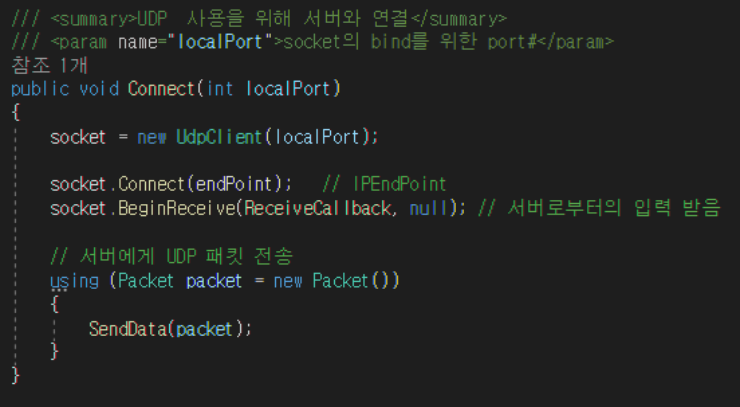 /// <summary>UDP  사용을 위해 서버와 연결</summary>
/// <param name="localPort">socket의 bind를 위한 port#</param>
참조 1개
public void Connect(int localPort)
{
    socket = new UdpClient(localPort);

    socket.Connect(endPoint);   // IPEndPoint
    socket.BeginReceive(ReceiveCallback, null); // 서버로부터의 입력 받음

    // 서버에게 UDP 패킷 전송
    using (Packet packet = new Packet())
    {
        SendData(packet);
    }
}